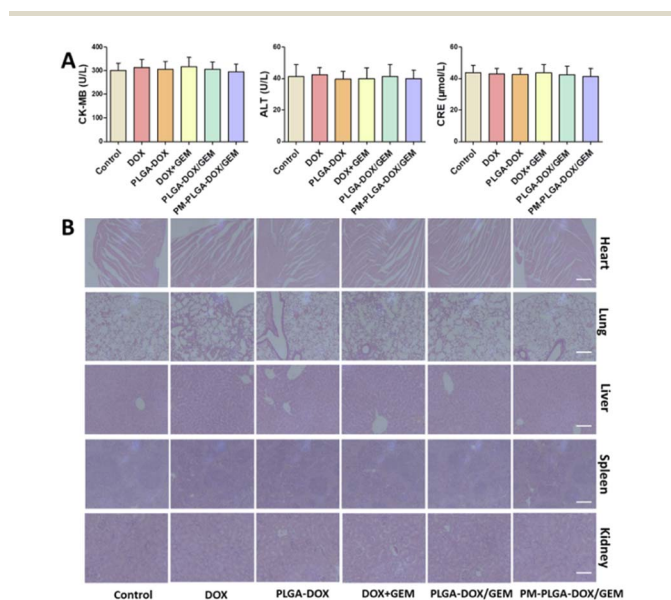 A
CK-MB (U/L)
400
300
200
100
0
Control
DOX
PLGA-DOX
DOX+GEM
PLGA-DOX/GEM
PM-PLGA-DOX/GEM
ALT (U/L)
60
40
20
0
Control
DOX
PLGA-DOX
DOX+GEM
PLGA-DOX/GEM
PM-PLGA-DOX/GEM
CRE (μmol/L)
60
40
20
0
Control
DOX
PLGA-DOX
DOX+GEM
PLGA-DOX/GEM
PM-PLGA-DOX/GEM
B
Heart
Lung
Liver
Spleen
Kidney
Control DOX PLGA-DOX DOX+GEM PLGA-DOX/GEM PM-PLGA-DOX/GEM